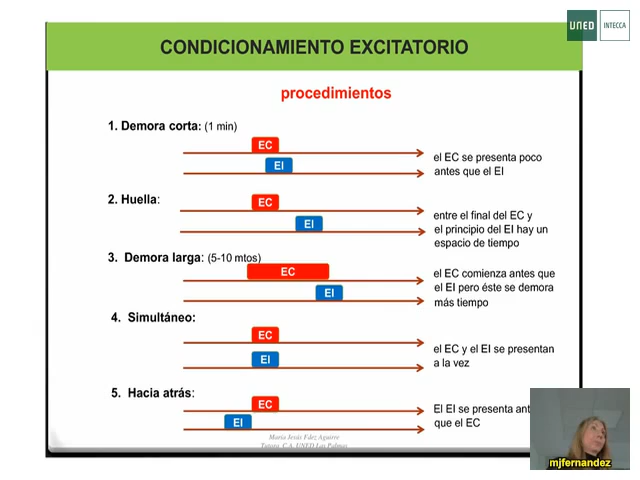 UNED
INTECCA
CONDICIONAMIENTO EXCITATORIO
procedimientos
1. Demora corta: (1 min)
EC
EI
el EC se presenta poco
antes que el EI
2. Huella:
EC
EI
entre el final del EC y
el principio del EI hay un
espacio de tiempo
3. Demora larga: (5-10 mtos)
EC
EI
el EC comienza antes que
el EI pero éste se demora
más tiempo
4. Simultáneo:
EC
EI
el EC y el EI se presentan
a la vez
5. Hacia atrás:
EC
EI
El EI se presenta
que el EC
María Jesús Fdez Aguirre
Tutora, C.A. UNED Las Palmas
mjfernandez